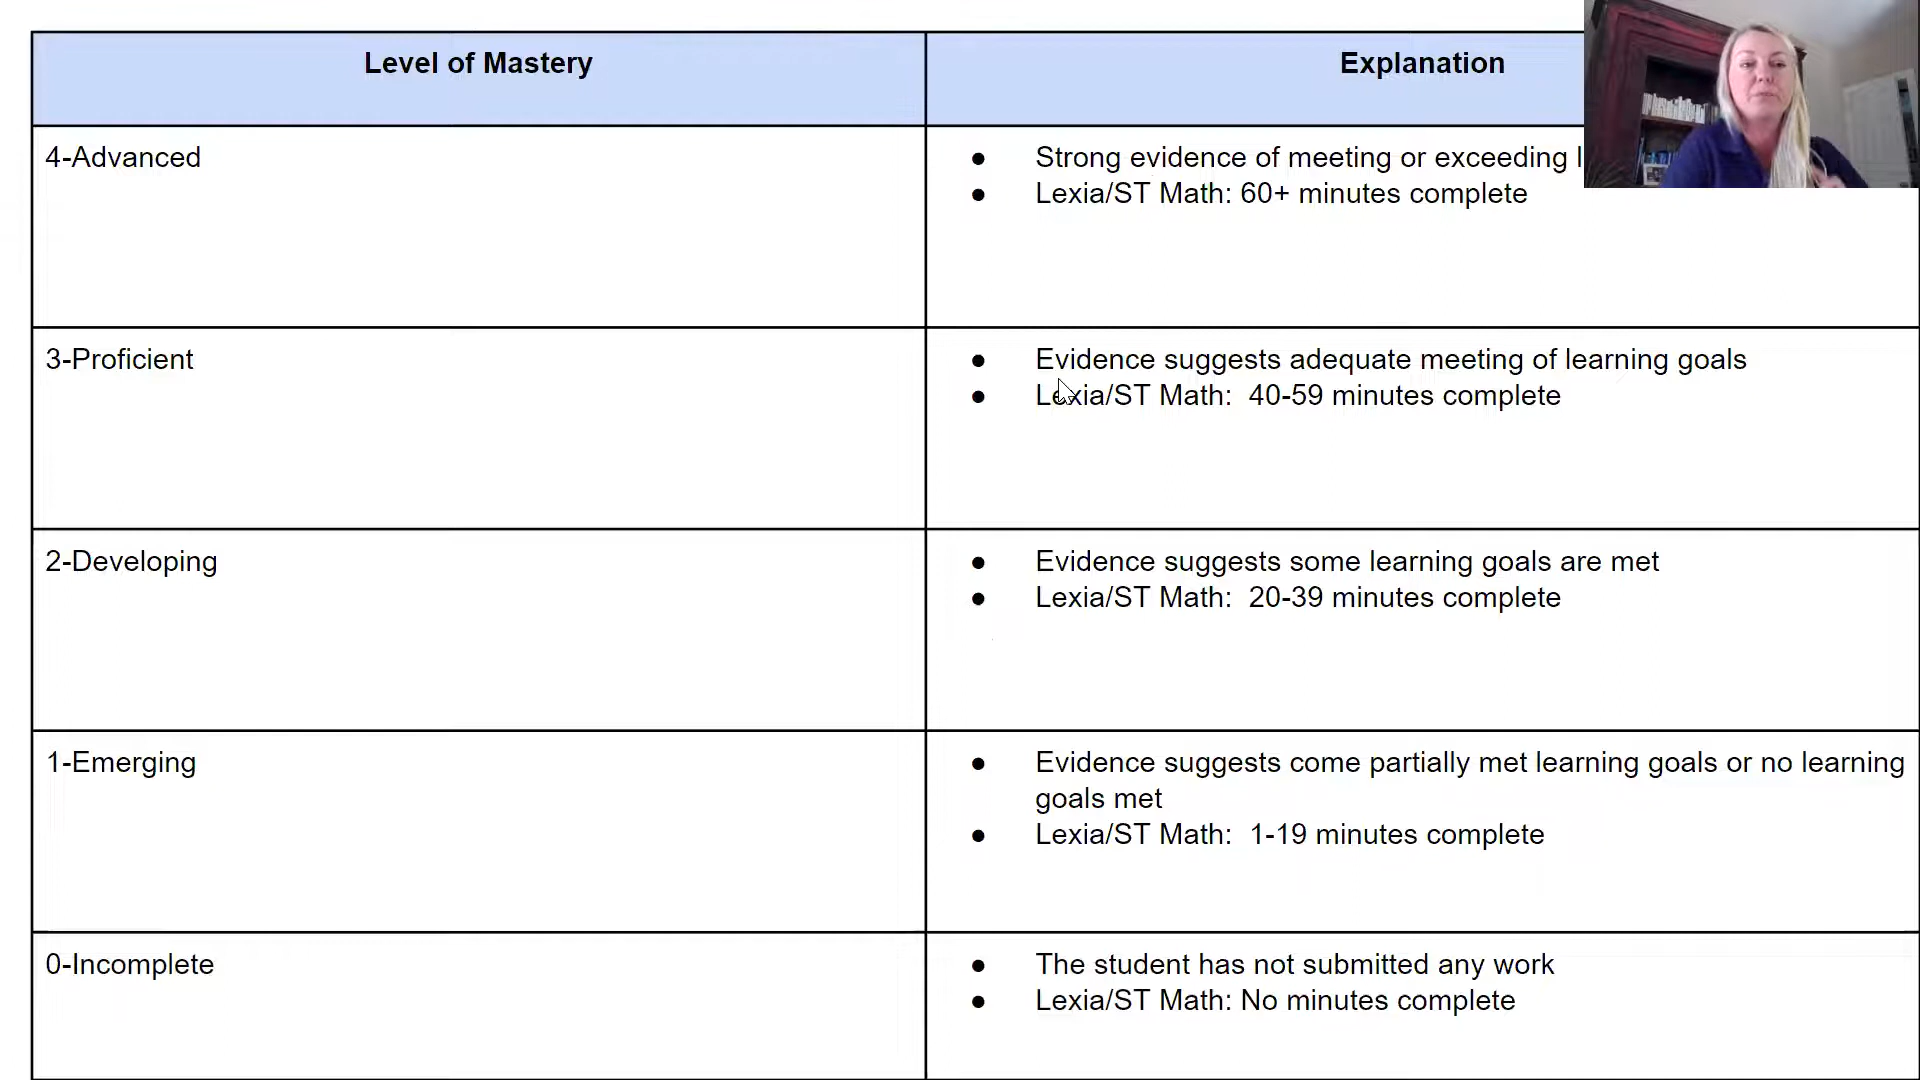 Level of Mastery
Explanation
4-Advanced
● Strong evidence of meeting or exceeding
● Lexia/ST Math: 60+ minutes complete
3-Proficient
● Evidence suggests adequate meeting of learning goals
● Lexia/ST Math:  40-59 minutes complete
2-Developing
● Evidence suggests some learning goals are met
● Lexia/ST Math:  20-39 minutes complete
1-Emerging
● Evidence suggests come partially met learning goals or no learning
goals met
● Lexia/ST Math:  1-19 minutes complete
0-Incomplete
● The student has not submitted any work
● Lexia/ST Math: No minutes complete